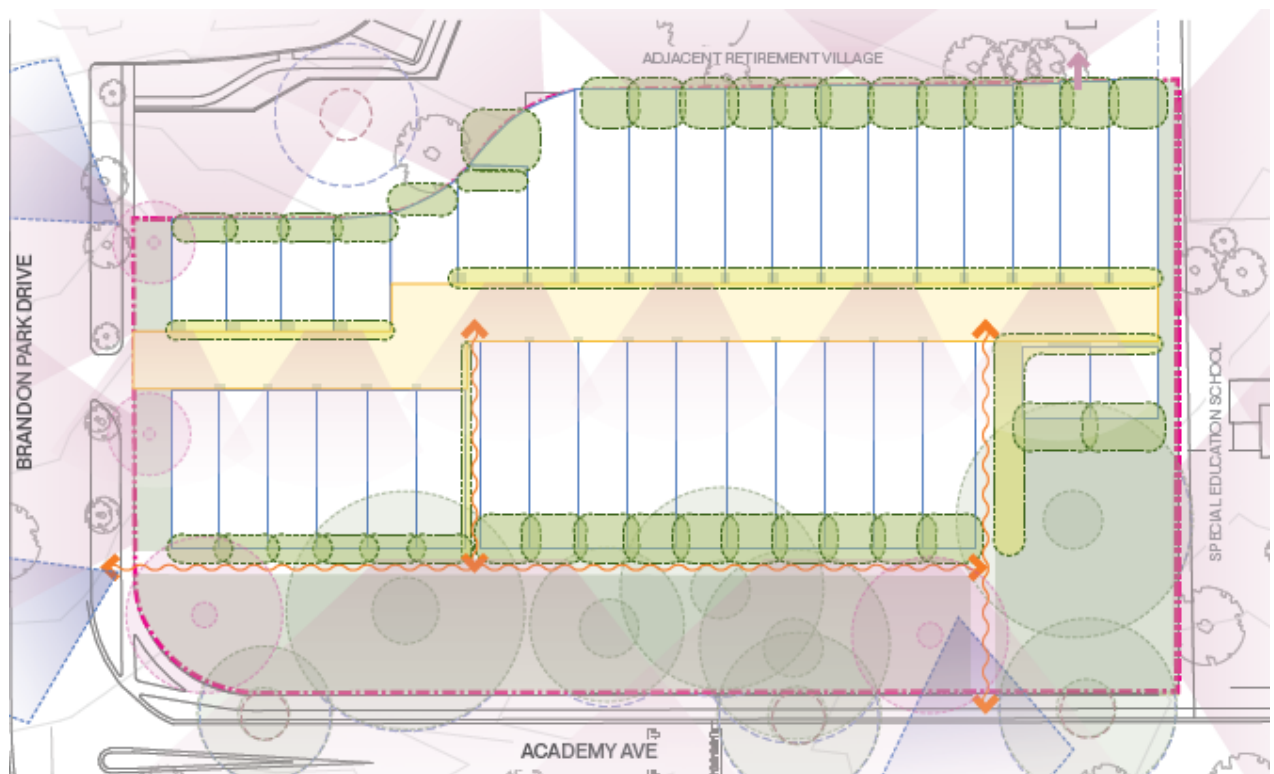 ADJACENT RETIREMENT VILLAGE
BRANDON PARK DRIVE
SPECIAL EDUCATION SCHOOL
ACADEMY AVE